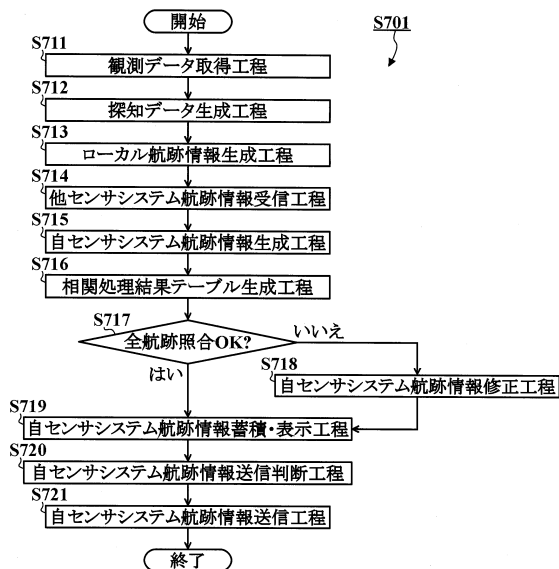 開始
S701
S711
観測データ取得工程
S712
探知データ生成工程
S713
ローカル航跡情報生成工程
S714
他センサシステム航跡情報受信工程
S715
自センサシステム航跡情報生成工程
S716
相関処理結果テーブル生成工程
S717
全航跡照合OK?
いいえ
はい
S718
自センサシステム航跡情報修正工程
S719
自センサシステム航跡情報蓄積・表示工程
S720
自センサシステム航跡情報送信判断工程
S721
自センサシステム航跡情報送信工程
終了